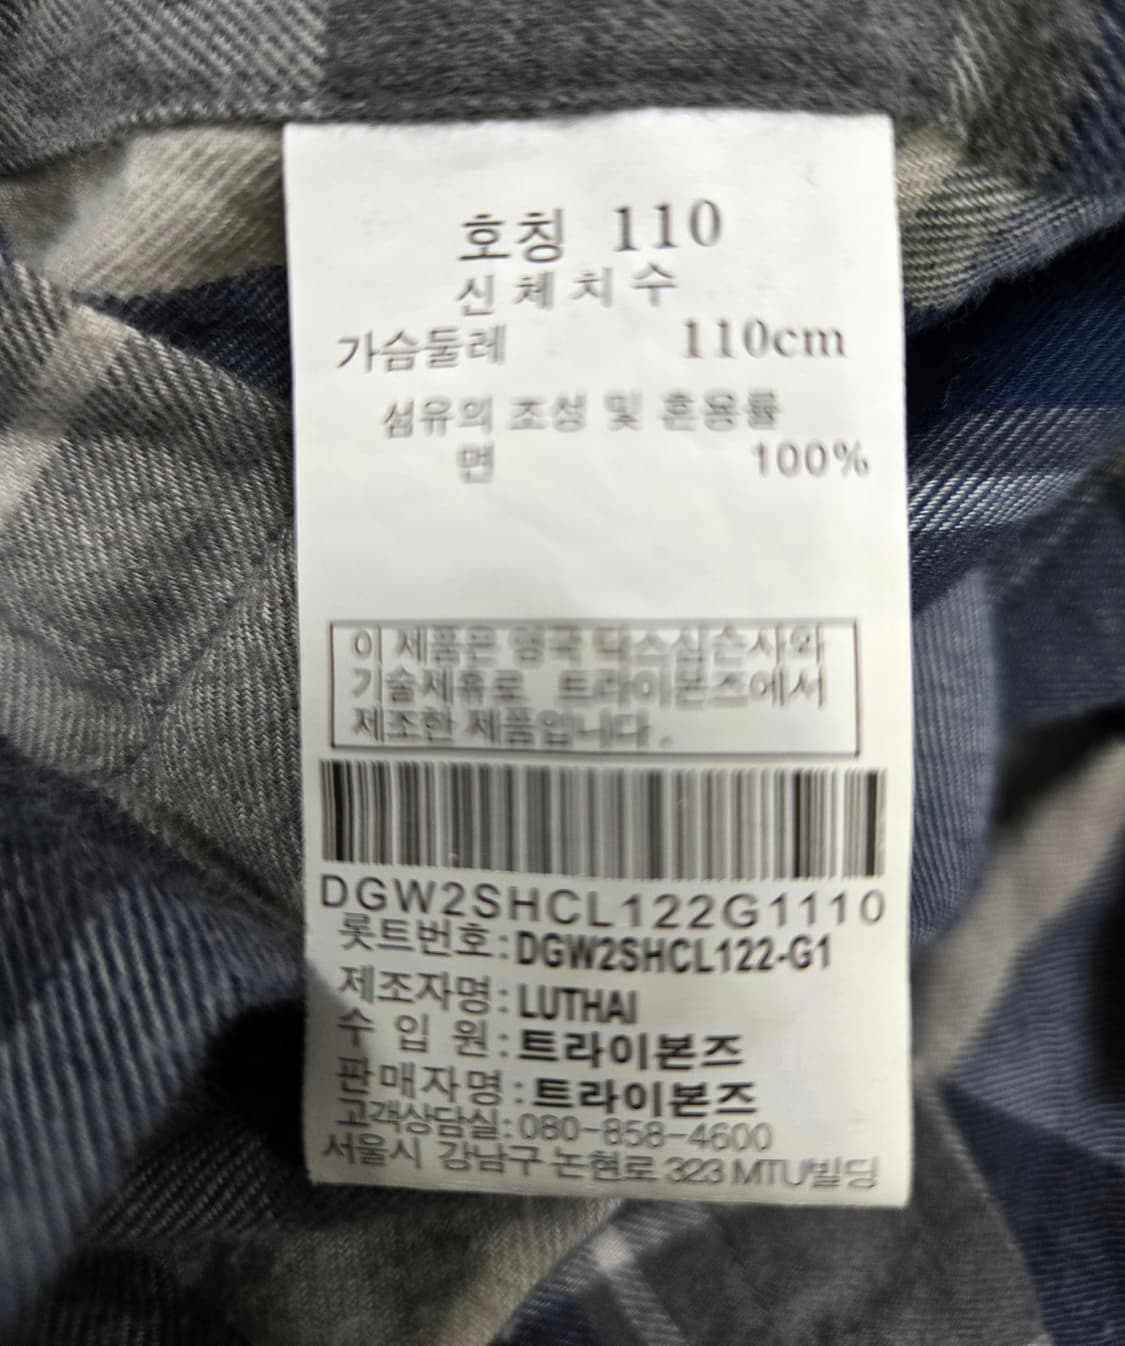 호칭 110
신체치수
가슴둘레 110cm
섬유의 조성 및 혼용률
면 100%
이 제품은 영국 닥스심슨사와
기술제휴로 트라이본즈에서
제조한 제품입니다.
DGW2SHCL122G1110
롯트번호:DGW2SHCL122-G1
제조자명:LUTHAI
수 입 원:트라이본즈
판매자명:트라이본즈
고객상담실:080-858-4600
서울시 강남구 논현로 323 MTU빌딩